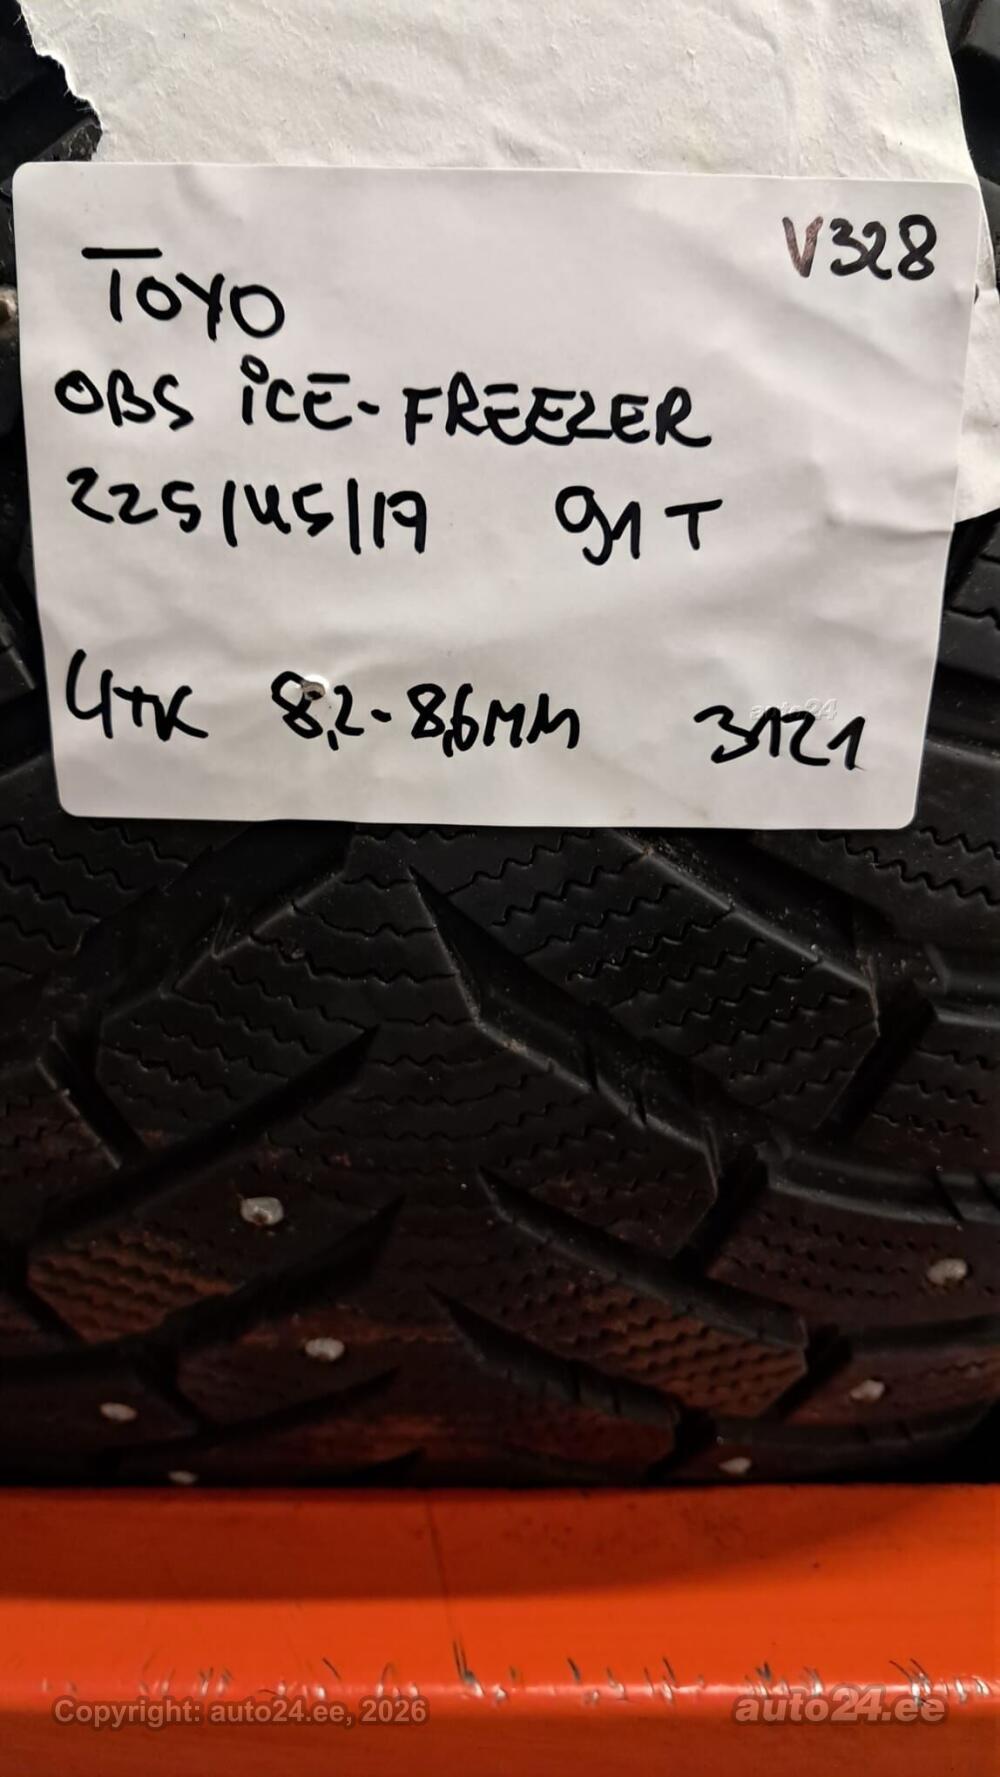 V328
TOYO
OBS ICE-FREEZER
225/45/17 91T
4TK 8,2-8,6MM 3121
auto24
Copyright: auto24.ee, 2026
auto24.ee